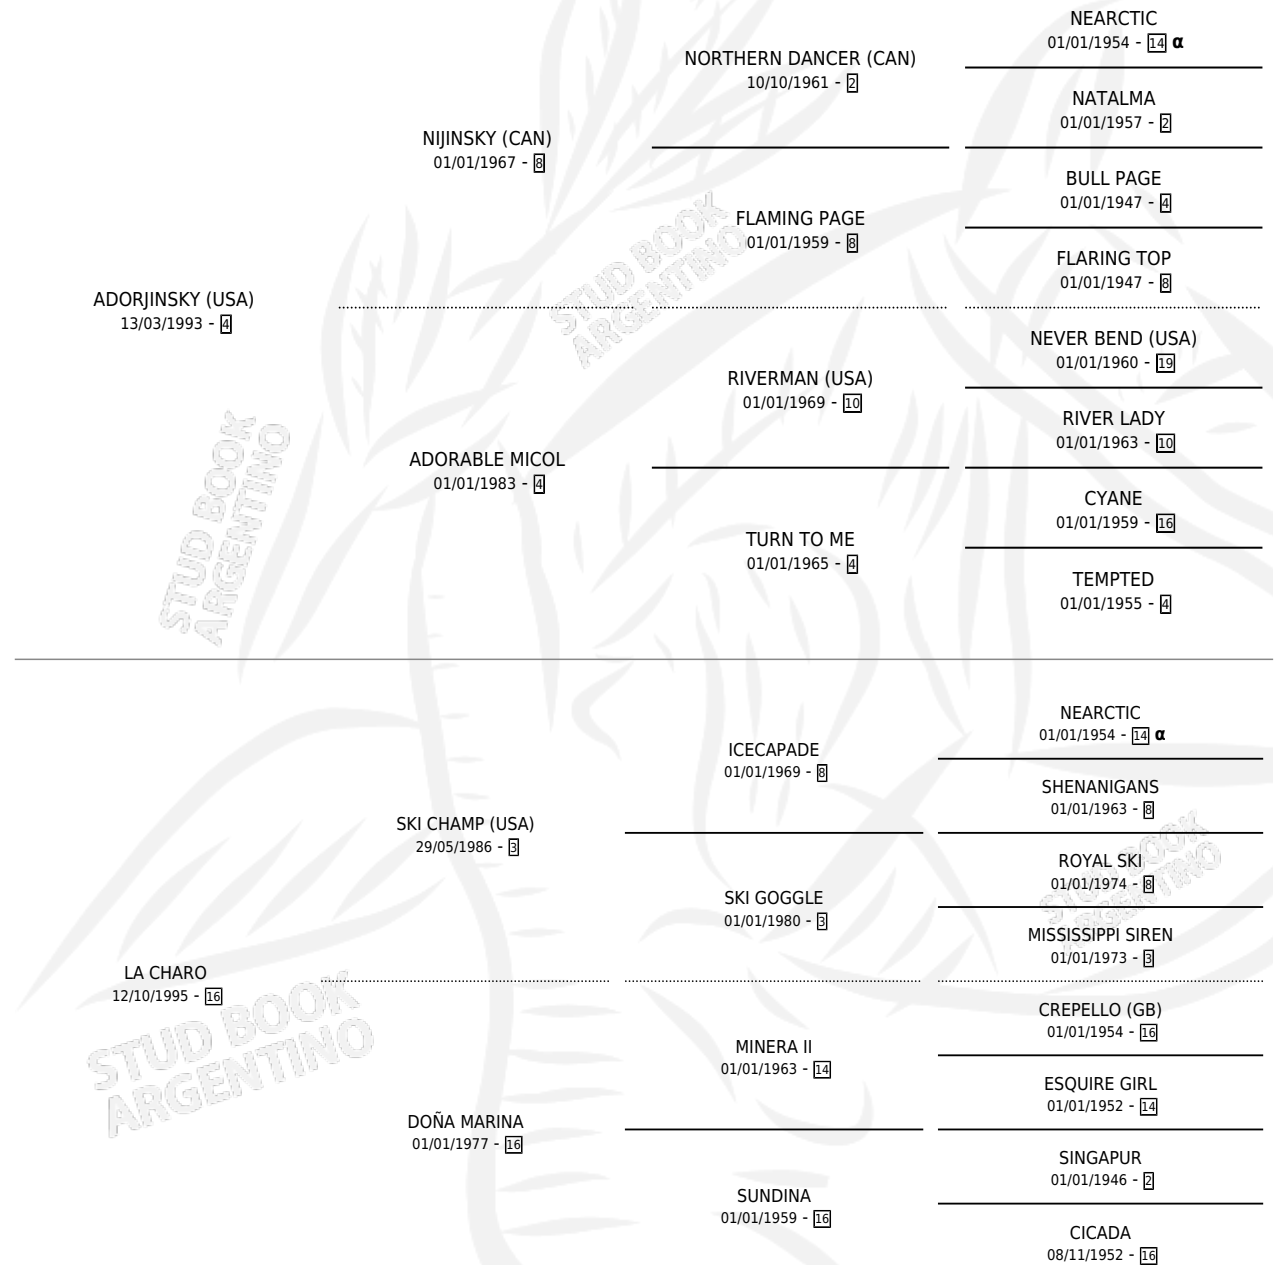 NEARCTIC
01/01/1954 - 14 α
NORTHERN DANCER (CAN)
10/10/1961 - 2
NATALMA
01/01/1957 - 2
NIJINSKY (CAN)
01/01/1967 - 8
BULL PAGE
01/01/1947 - 4
FLAMING PAGE
01/01/1959 - 8
FLARING TOP
01/01/1947 - 8
ADORJINSKY (USA)
13/03/1993 - 4
NEVER BEND (USA)
01/01/1960 - 19
RIVERMAN (USA)
01/01/1969 - 10
RIVER LADY
01/01/1963 - 10
ADORABLE MICOL
01/01/1983 - 4
CYANE
01/01/1959 - 16
TURN TO ME
01/01/1965 - 4
TEMPTED
01/01/1955 - 4
NEARCTIC
01/01/1954 - 14 α
ICECAPADE
01/01/1969 - 8
SHENANIGANS
01/01/1963 - 8
SKI CHAMP (USA)
29/05/1986 - 3
ROYAL SKI
01/01/1974 - 8
SKI GOGGLE
01/01/1980 - 3
MISSISSIPPI SIREN
01/01/1973 - 3
LA CHARO
12/10/1995 - 16
CREPELLO (GB)
01/01/1954 - 16
MINERA II
01/01/1963 - 14
ESQUIRE GIRL
01/01/1952 - 14
DOÑA MARINA
01/01/1977 - 16
SINGAPUR
01/01/1946 - 2
SUNDINA
01/01/1959 - 16
CICADA
08/11/1952 - 16
STUD BOOK
ARGENTINO
STUD BOOK
ARGENTINO
STUD BOOK
ARGENTINO
STUD BOOK
ARGENTINO